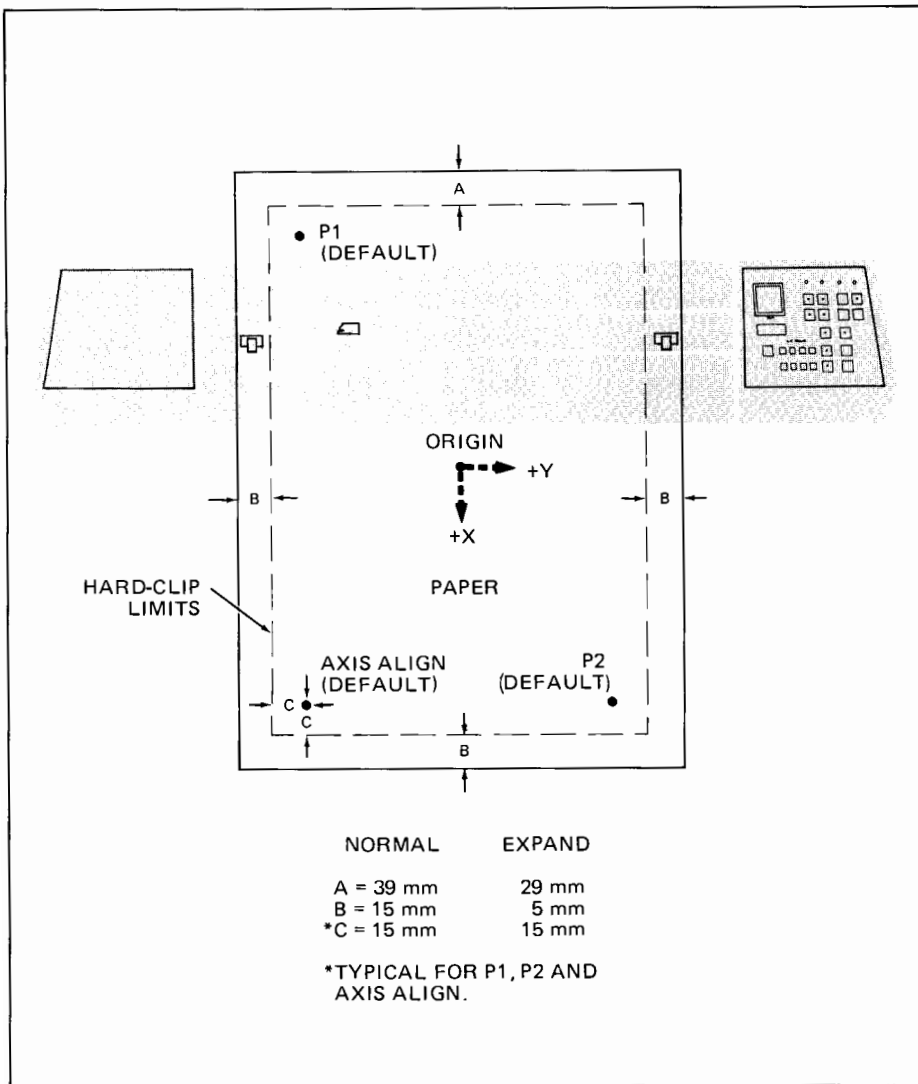 A
P1
(DEFAULT)
ORIGIN
+Y
B
B
+X
HARD-CLIP
LIMITS
PAPER
AXIS ALIGN
(DEFAULT)
P2
(DEFAULT)
C
C
B
NORMAL EXPAND
A = 39 mm 29 mm
B = 15 mm 5 mm
*C = 15 mm 15 mm
*TYPICAL FOR P1, P2 AND
AXIS ALIGN.